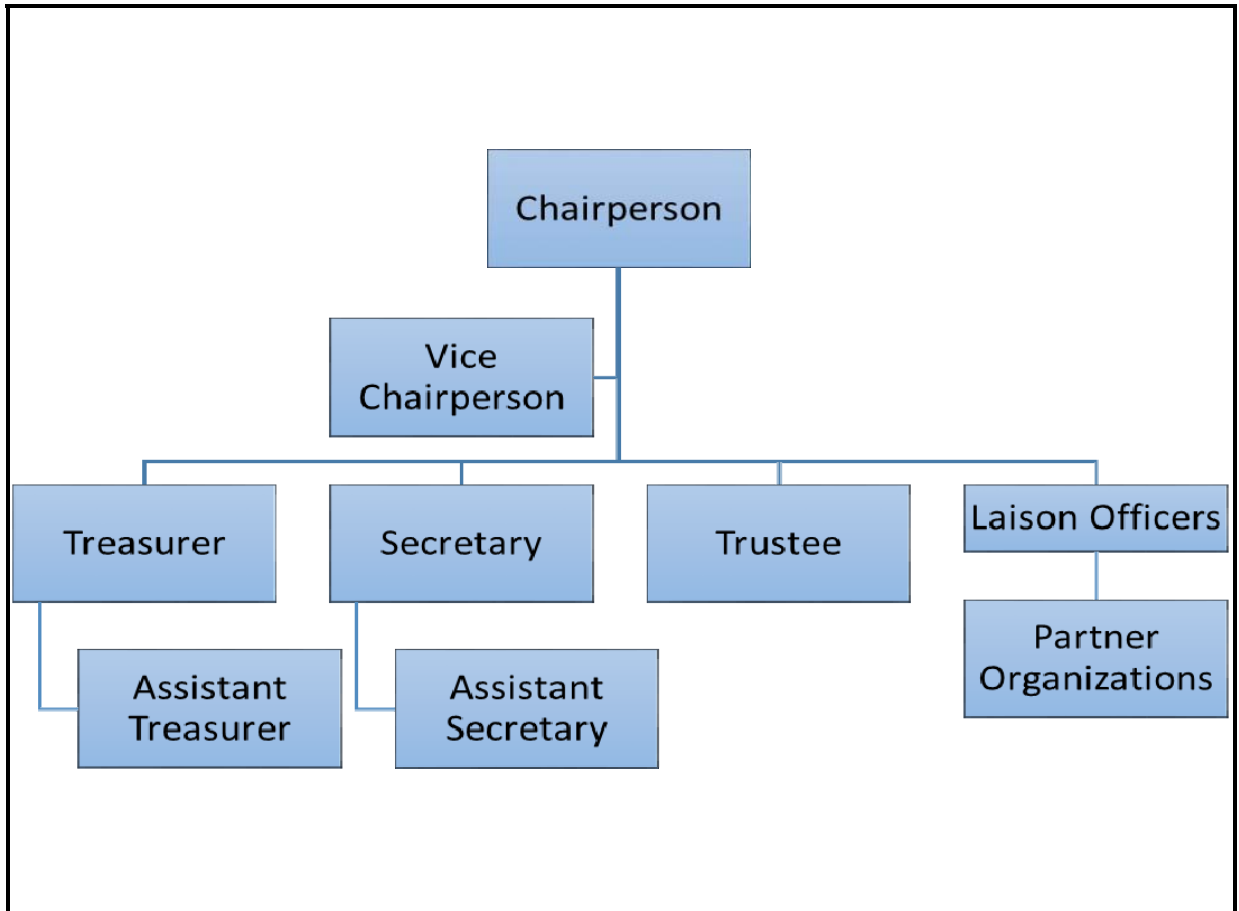 Chairperson
Vice
Chairperson
Treasurer
Secretary
Trustee
Laison Officers
Partner
Organizations
Assistant
Treasurer
Assistant
Secretary